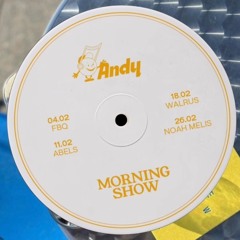 Andy
04.02
FBQ
11.02
ABELS
18.02
WALRUS
26.02
NOAH MELIS
MORNING
SHOW